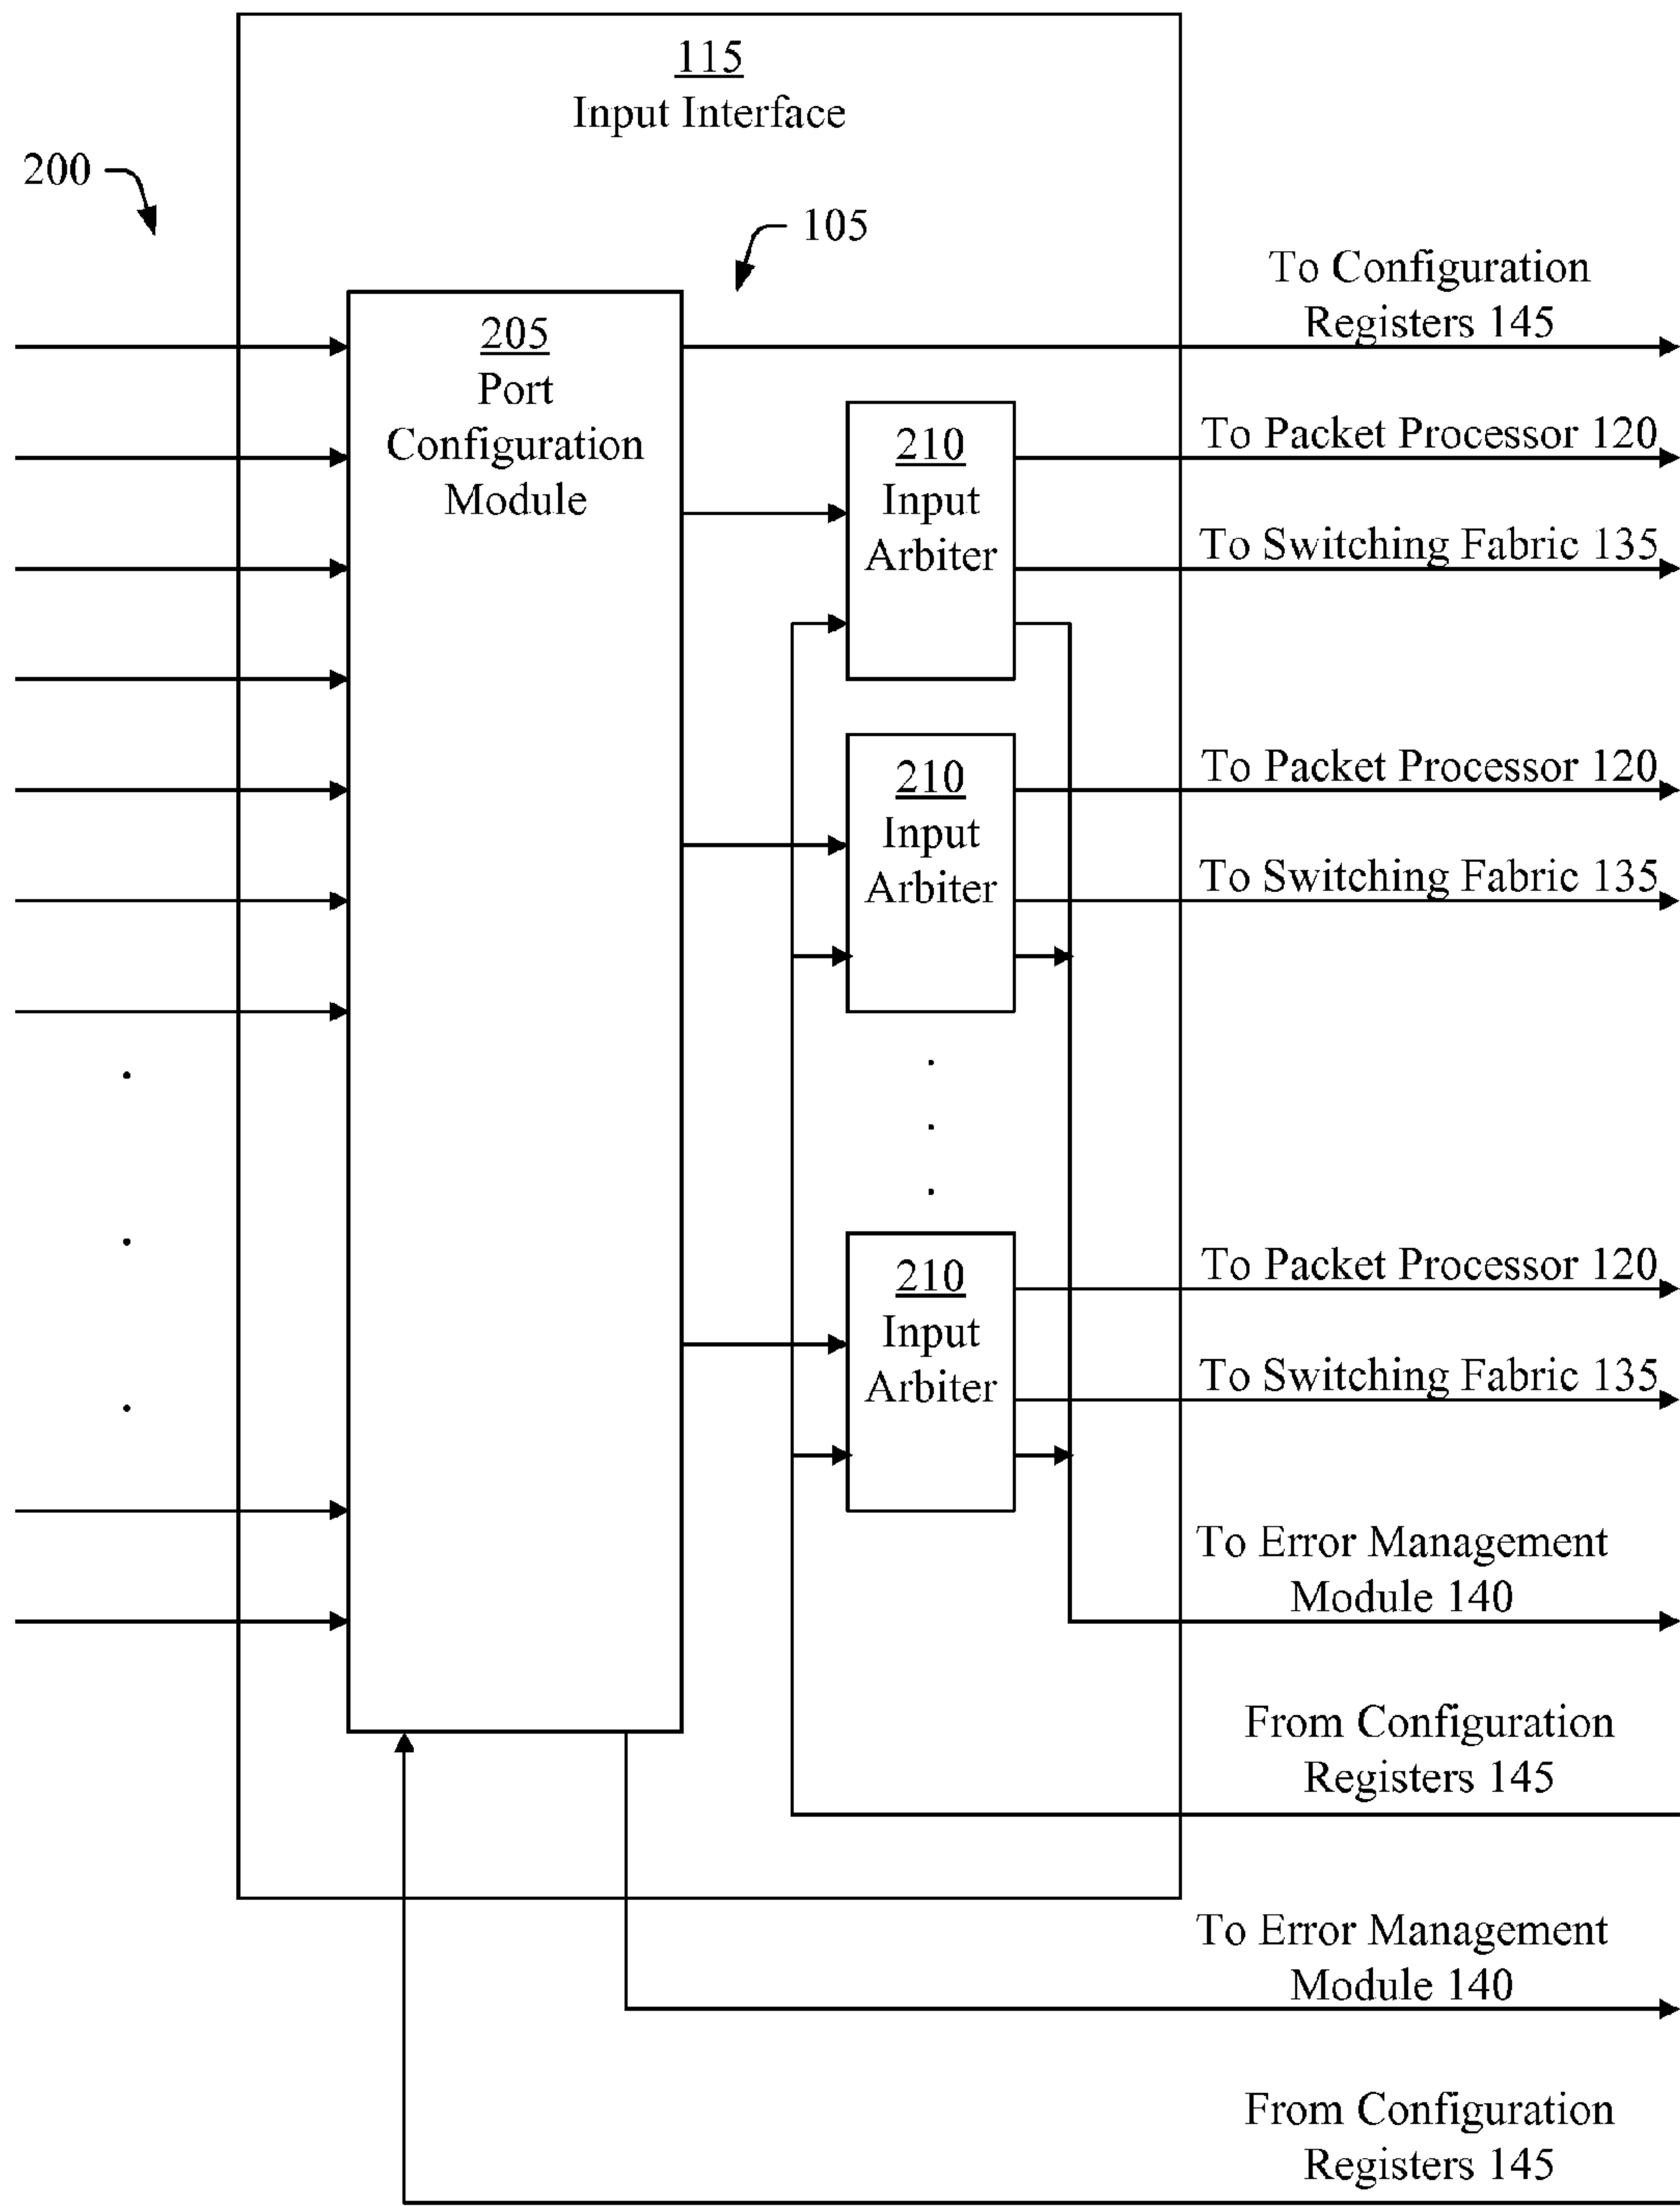 115
Input Interface
200
105
To Configuration
Registers 145
205
Port
Configuration
Module
210
Input
Arbiter
To Packet Processor 120
To Switching Fabric 135
210
Input
Arbiter
To Packet Processor 120
To Switching Fabric 135
210
Input
Arbiter
To Packet Processor 120
To Switching Fabric 135
To Error Management
Module 140
From Configuration
Registers 145
To Error Management
Module 140
From Configuration
Registers 145